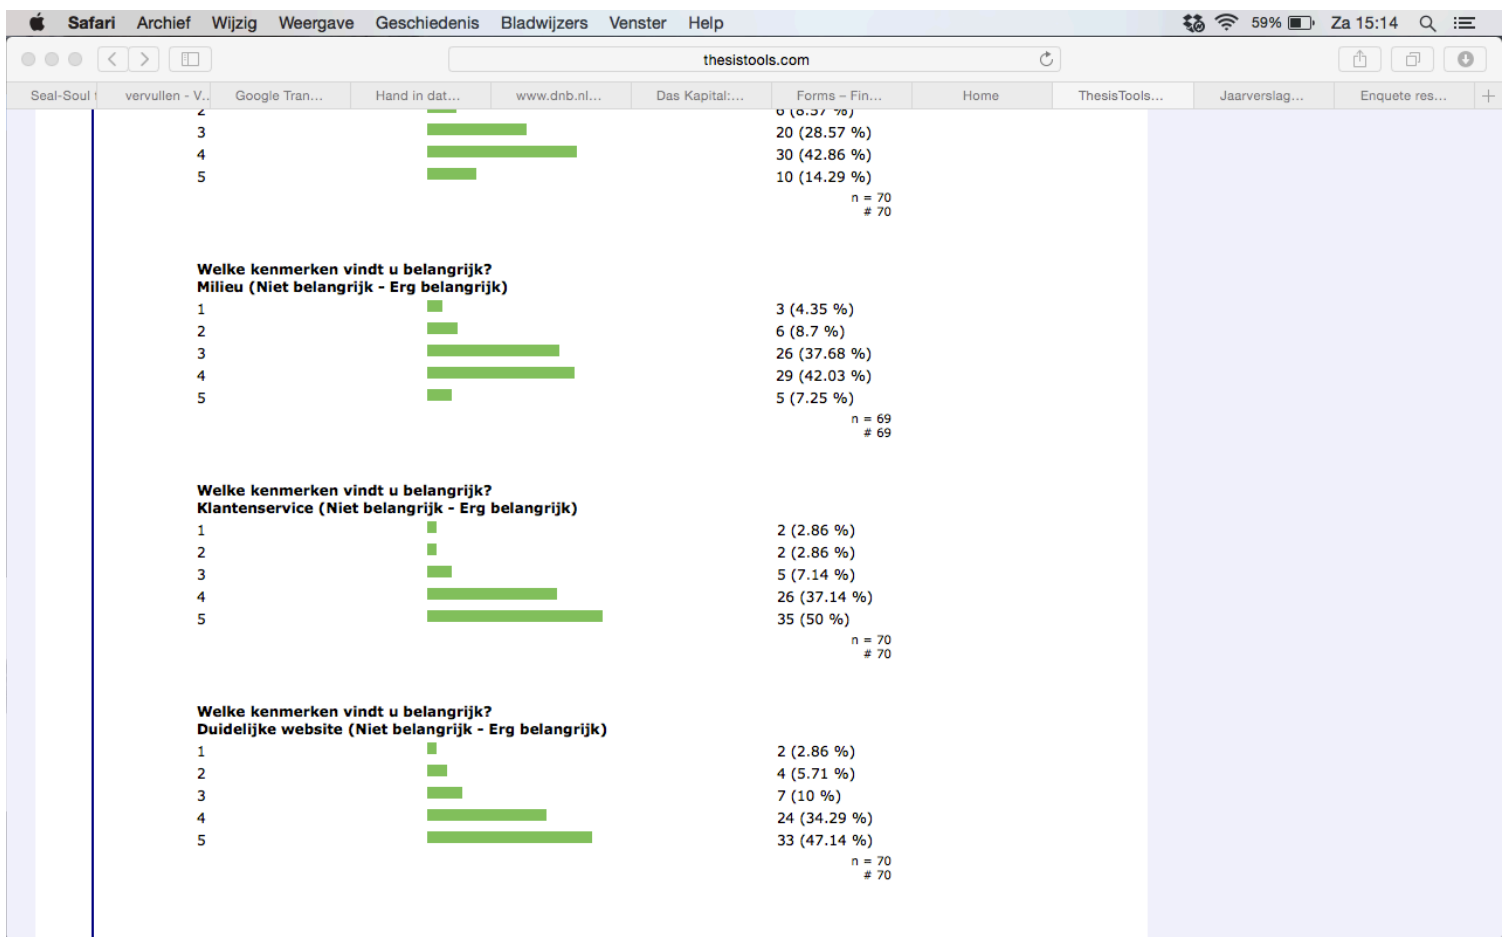 Safari Archief Wijzig Weergave Geschiedenis Bladwijzers Venster Help 59% Za 15:14
thesistools.com
Seal-Soul vervullen - V... Google Tran... Hand in dat... www.dnb.nl... Das Kapital:... Forms – Fin... Home ThesisTools... Jaarverslag... Enquete res... +
2 6 (8.57 %)
3 20 (28.57 %)
4 30 (42.86 %)
5 10 (14.29 %)
n = 70
# 70
Welke kenmerken vindt u belangrijk?
Milieu (Niet belangrijk - Erg belangrijk)
1 3 (4.35 %)
2 6 (8.7 %)
3 26 (37.68 %)
4 29 (42.03 %)
5 5 (7.25 %)
n = 69
# 69
Welke kenmerken vindt u belangrijk?
Klantenservice (Niet belangrijk - Erg belangrijk)
1 2 (2.86 %)
2 2 (2.86 %)
3 5 (7.14 %)
4 26 (37.14 %)
5 35 (50 %)
n = 70
# 70
Welke kenmerken vindt u belangrijk?
Duidelijke website (Niet belangrijk - Erg belangrijk)
1 2 (2.86 %)
2 4 (5.71 %)
3 7 (10 %)
4 24 (34.29 %)
5 33 (47.14 %)
n = 70
# 70